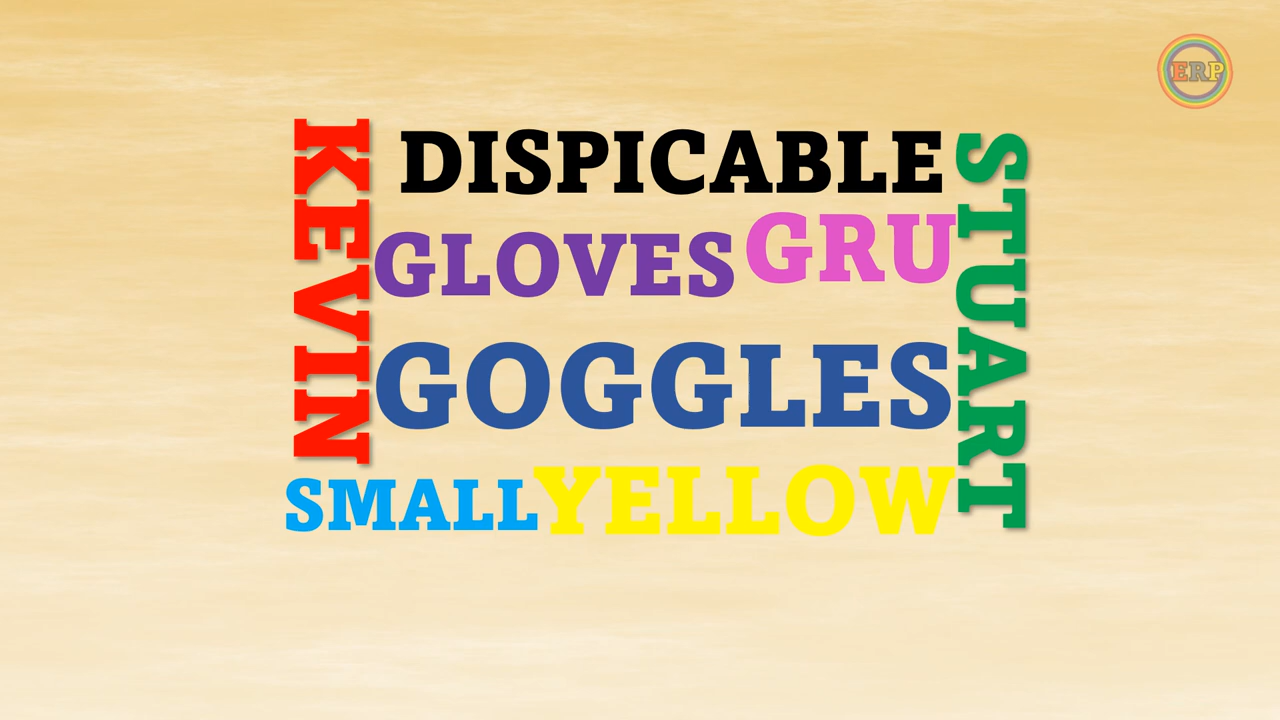 ERP
KEVIN
DISPICABLE
STUART
GLOVES GRU
GOGGLES
SMALL YELLOW